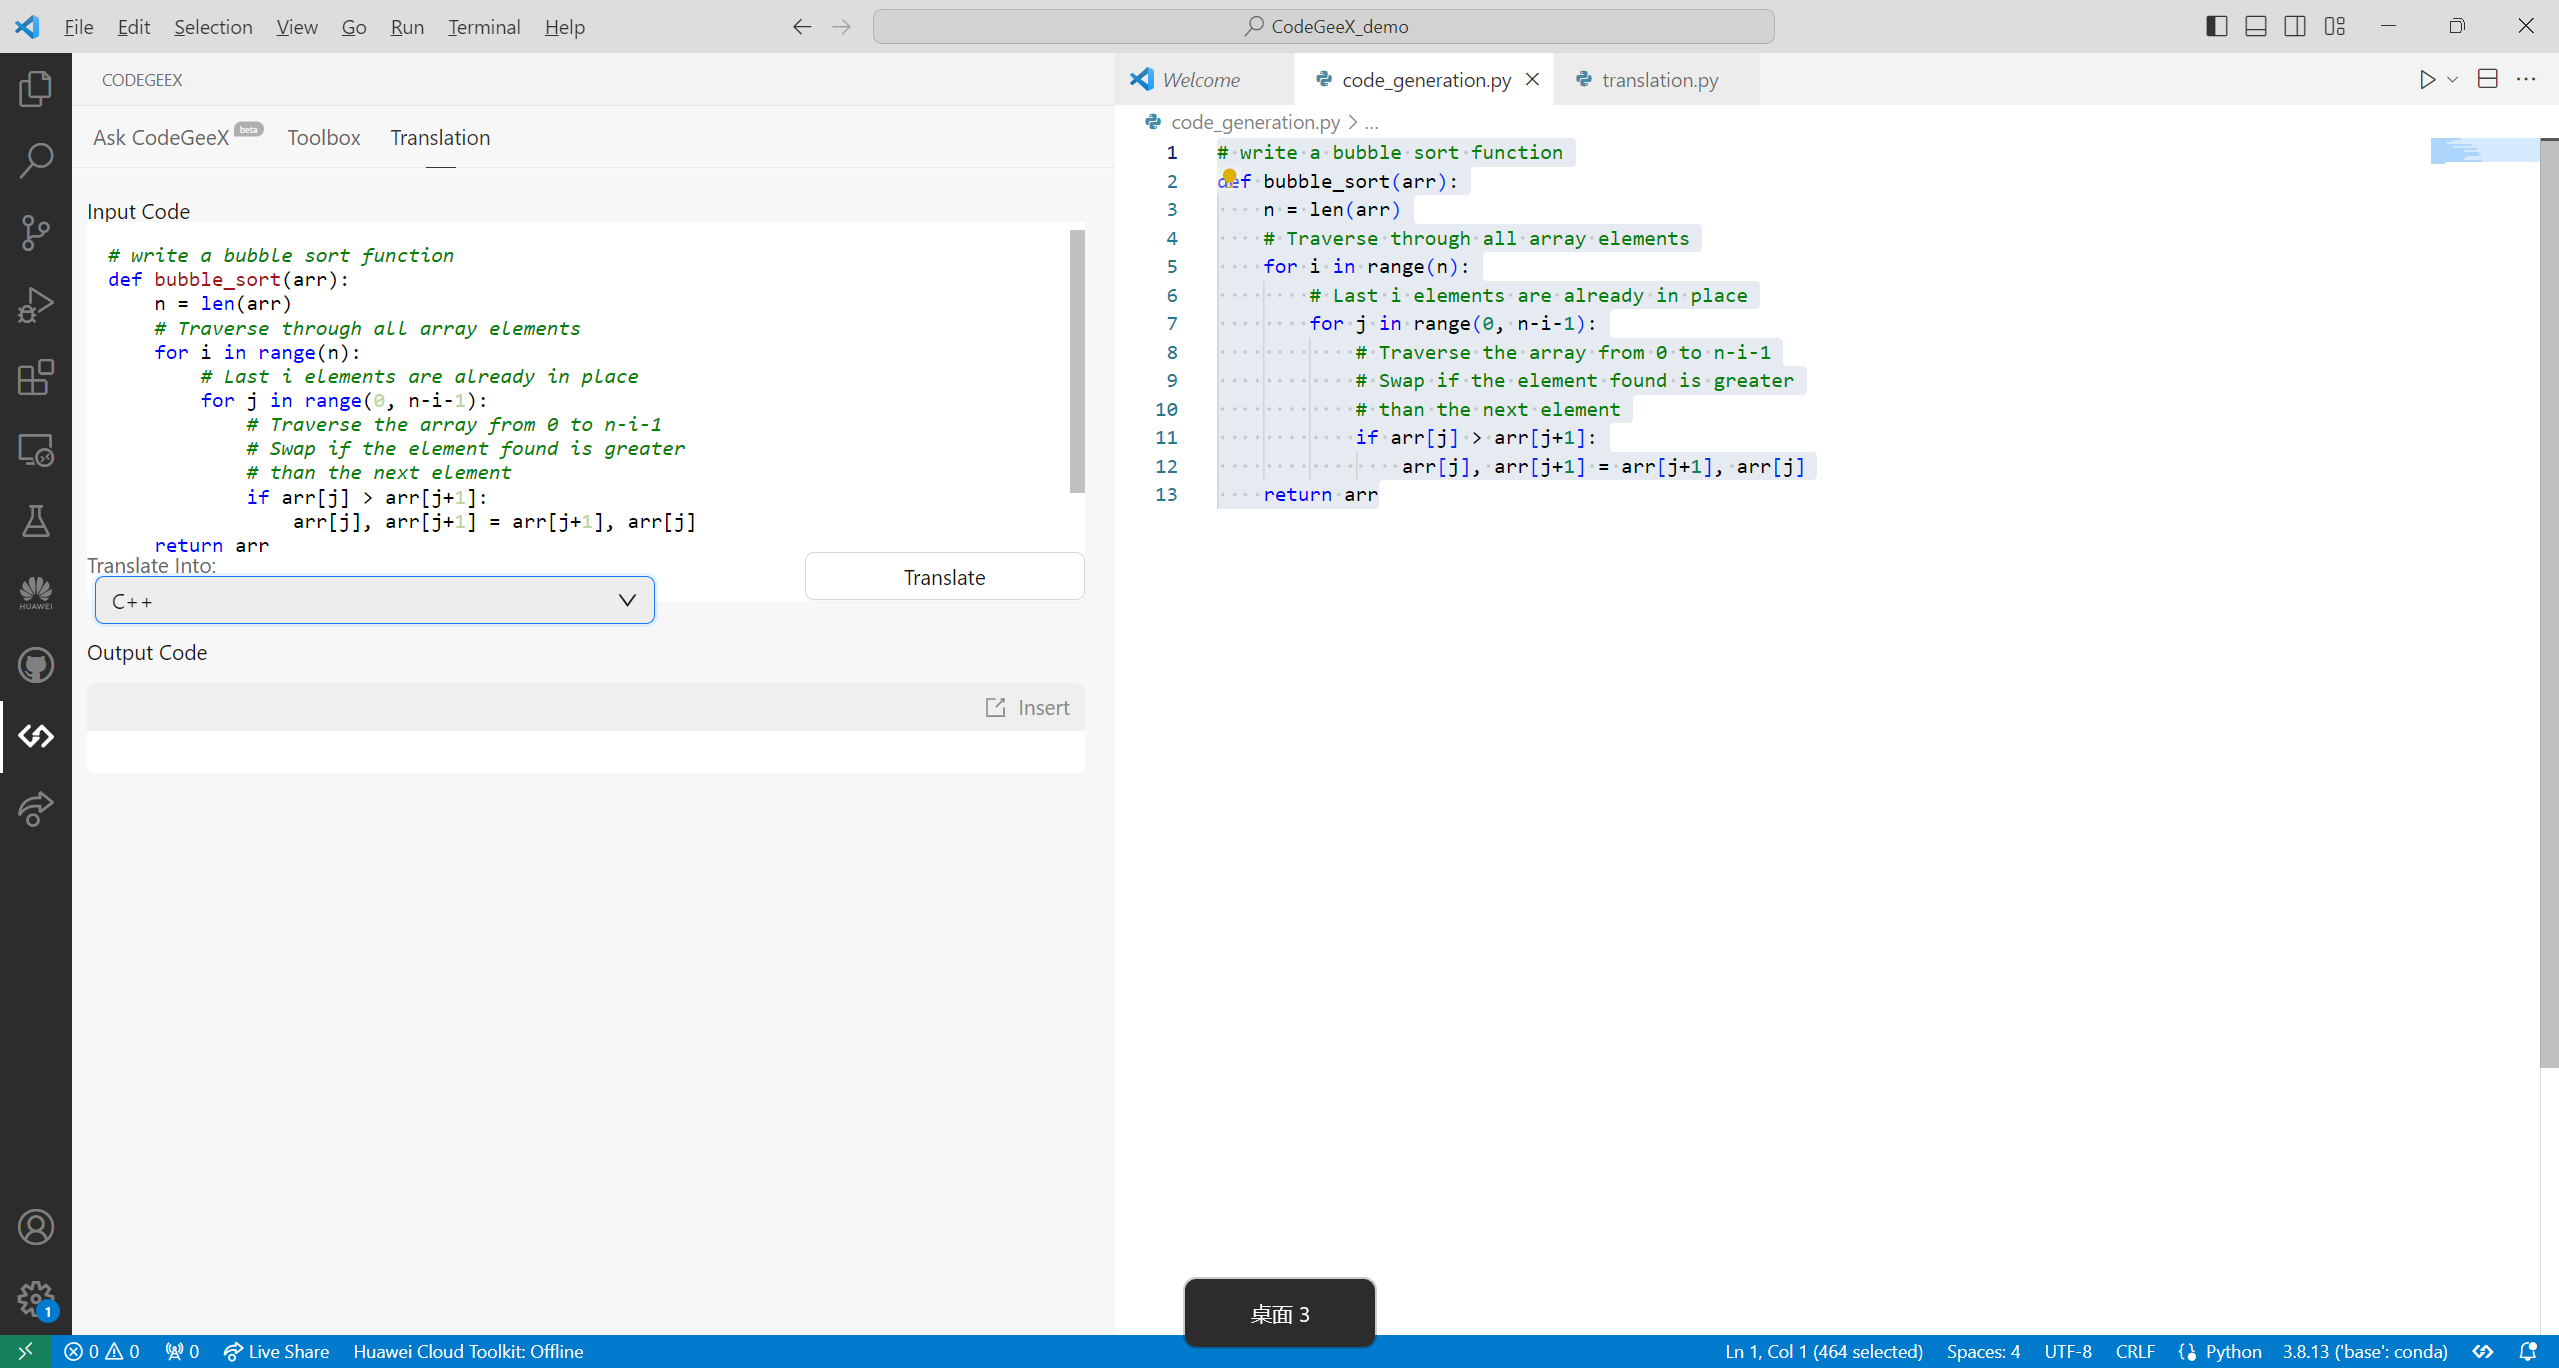 File Edit Selection View Go Run Terminal Help
CodeGeeX_demo
CODEGEEX
Ask CodeGeeX beta Toolbox Translation
Input Code
# write a bubble sort function
def bubble_sort(arr):
    n = len(arr)
    # Traverse through all array elements
    for i in range(n):
        # Last i elements are already in place
        for j in range(0, n-i-1):
            # Traverse the array from 0 to n-i-1
            # Swap if the element found is greater
            # than the next element
            if arr[j] > arr[j+1]:
                arr[j], arr[j+1] = arr[j+1], arr[j]
    return arr
Translate Into:
C++
Translate
Output Code
Insert
HUAWEI
1
Welcome code_generation.py translation.py
code_generation.py > ...
1 # write a bubble sort function
2 def bubble_sort(arr):
3     n = len(arr)
4     # Traverse through all array elements
5     for i in range(n):
6         # Last i elements are already in place
7         for j in range(0, n-i-1):
8             # Traverse the array from 0 to n-i-1
9             # Swap if the element found is greater
10             # than the next element
11             if arr[j] > arr[j+1]:
12                 arr[j], arr[j+1] = arr[j+1], arr[j]
13     return arr
桌面 3
0 0 0 Live Share Huawei Cloud Toolkit: Offline Ln 1, Col 1 (464 selected) Spaces: 4 UTF-8 CRLF Python 3.8.13 ('base': conda)